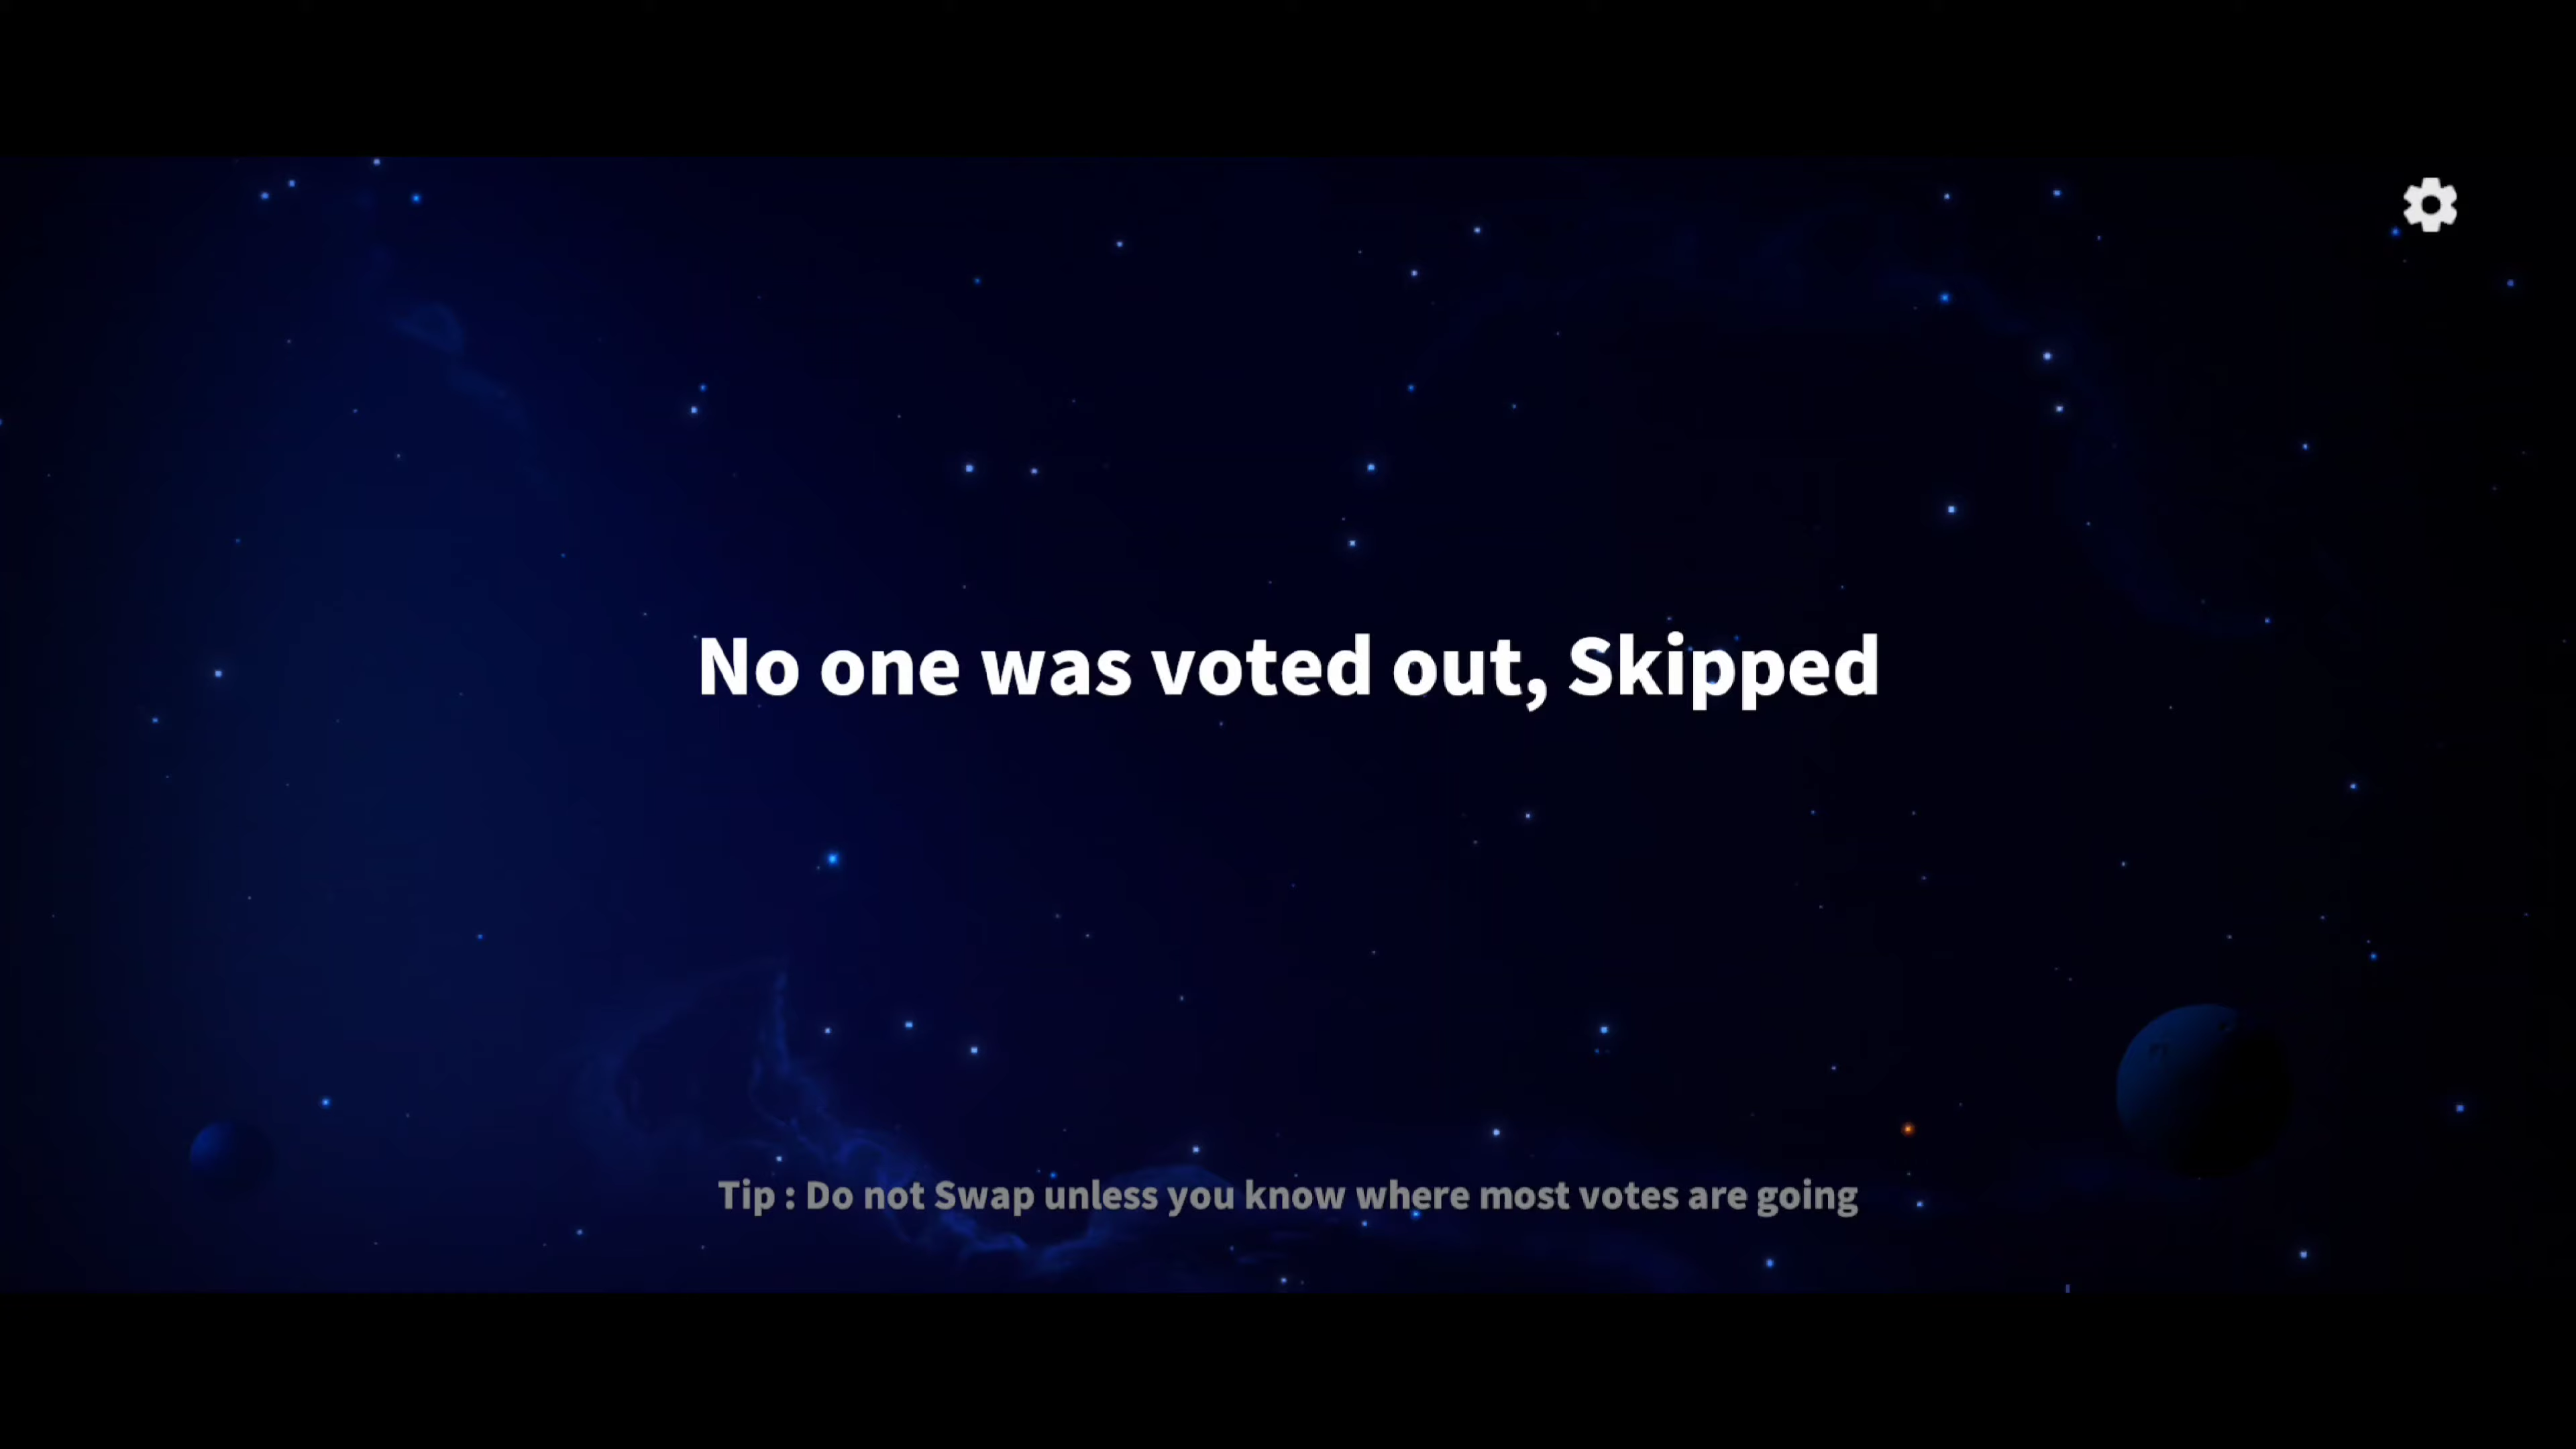 No one was voted out, Skipped
Tip : Do not Swap unless you know where most votes are going